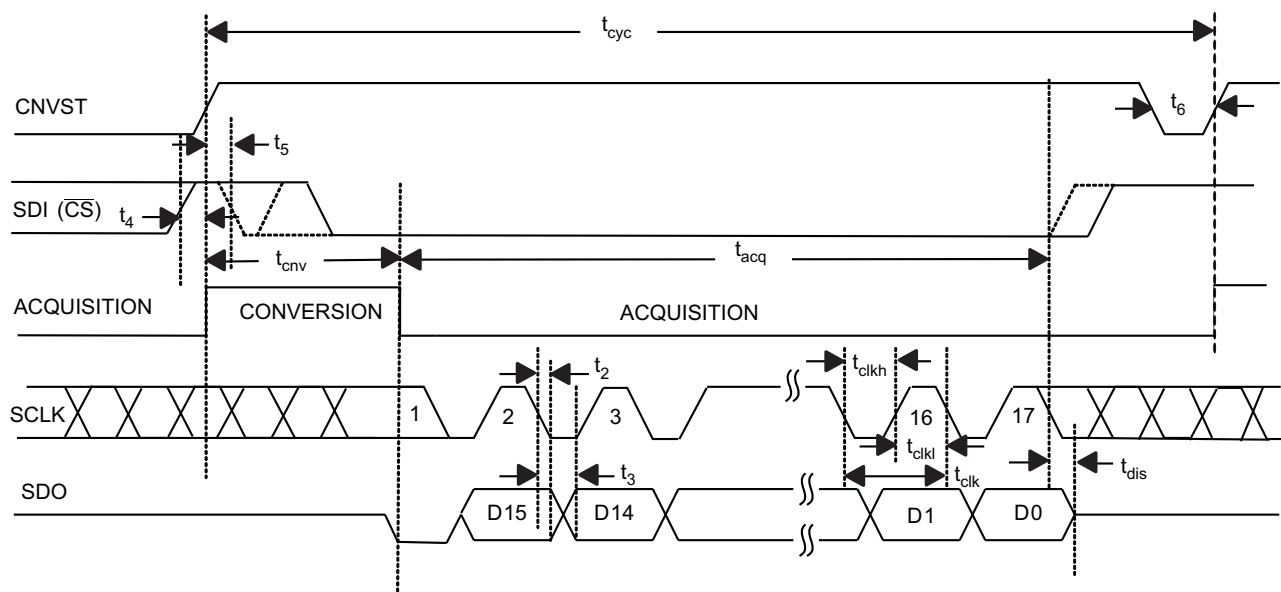 tcyc
CNVST
t6
t5
SDI (CS)
t4
tcnv
tacq
ACQUISITION
CONVERSION
ACQUISITION
t2
tclkh
SCLK
1
2
3
16
17
tclkl
t3
tclk
tdis
SDO
D15
D14
D1
D0